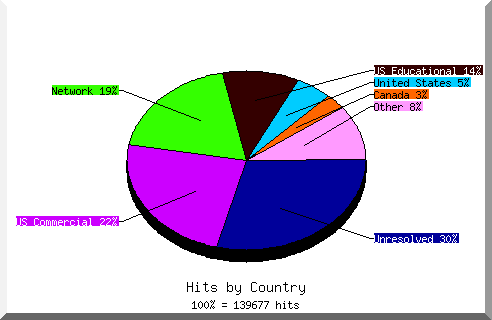 US Educational 14%
United States 5%
Network 19%
Canada 3%
Other 8%
US Commercial 22%
Unresolved 30%
Hits by Country
100% = 139677 hits